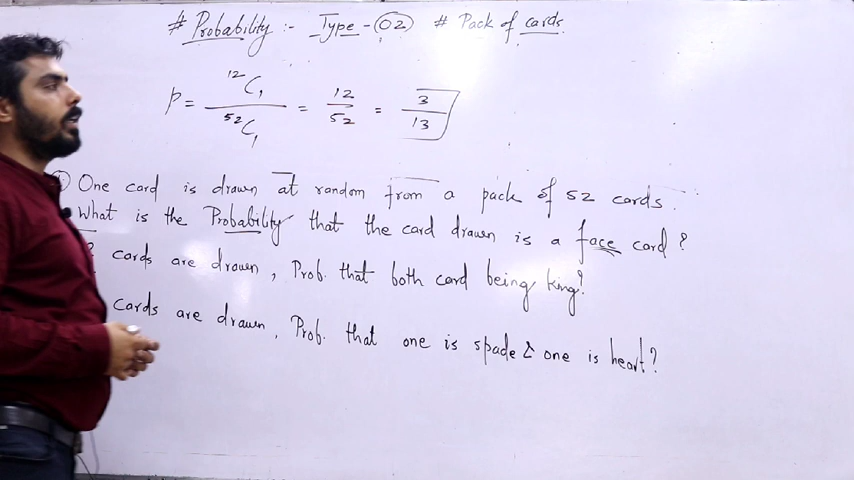 # Probability :- Type - 02 # Pack of cards.
P = ¹²C₁ / ⁵²C₁ = 12 / 52 = 3 / 13
One card is drawn at random from a pack of 52 cards.
What is the Probability that the card drawn is a face card?
cards are drawn, Prob. that both card being king?
cards are drawn, Prob. that one is spade & one is heart?